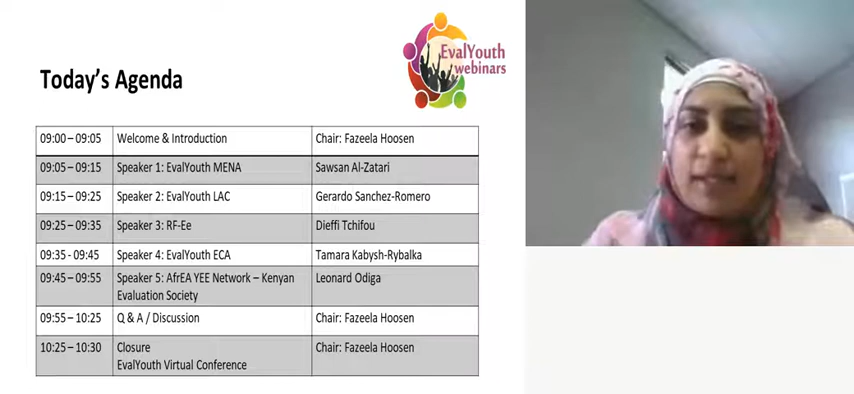 EvalYouth
webinars
Today's Agenda
09:00 – 09:05 Welcome & Introduction Chair: Fazeela Hoosen
09:05 – 09:15 Speaker 1: EvalYouth MENA Sawsan Al-Zatari
09:15 – 09:25 Speaker 2: EvalYouth LAC Gerardo Sanchez-Romero
09:25 – 09:35 Speaker 3: RF-Ee Dieffi Tchifou
09:35 - 09:45 Speaker 4: EvalYouth ECA Tamara Kabysh-Rybalka
09:45 – 09:55 Speaker 5: AfrEA YEE Network – Kenyan Leonard Odiga
Evaluation Society
09:55 – 10:25 Q & A / Discussion Chair: Fazeela Hoosen
10:25 – 10:30 Closure Chair: Fazeela Hoosen
EvalYouth Virtual Conference